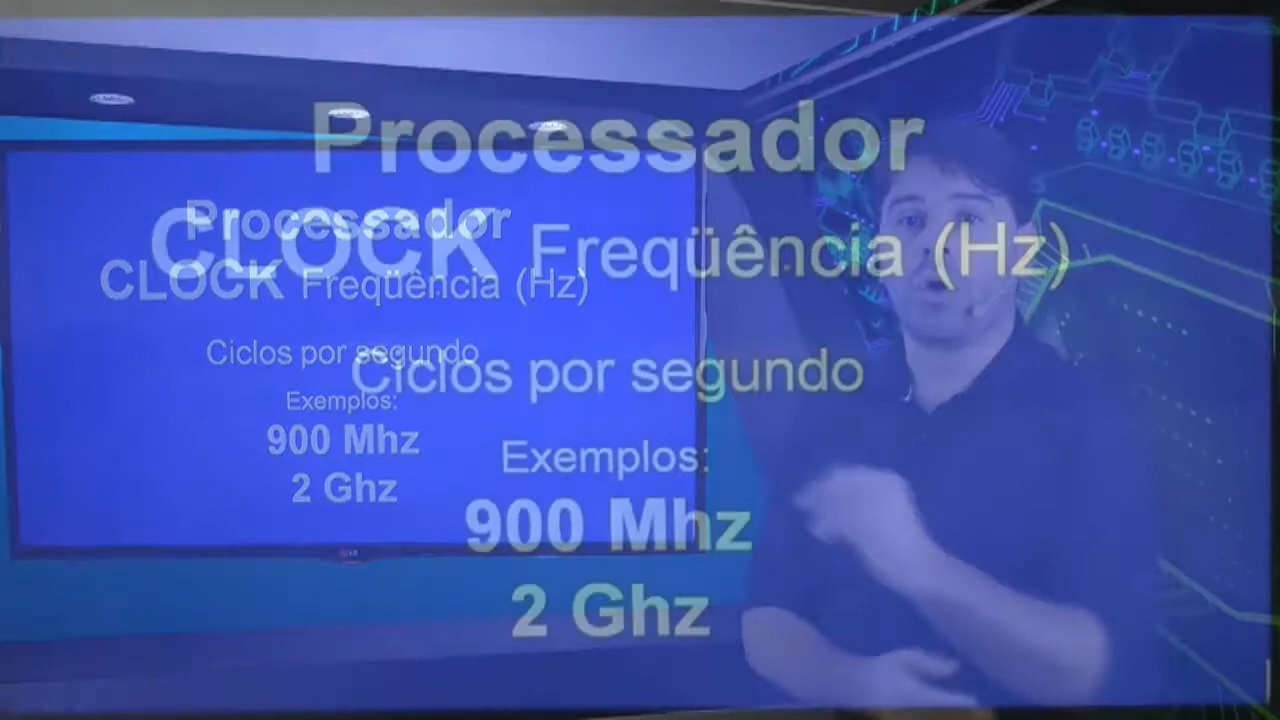 Processador
CLOCK Freqüência (Hz)
Ciclos por segundo
Exemplos:
900 Mhz
2 Ghz
Processador
CLOCK Freqüência (Hz)
Ciclos por segundo
Exemplos:
900 Mhz
2 Ghz
LG